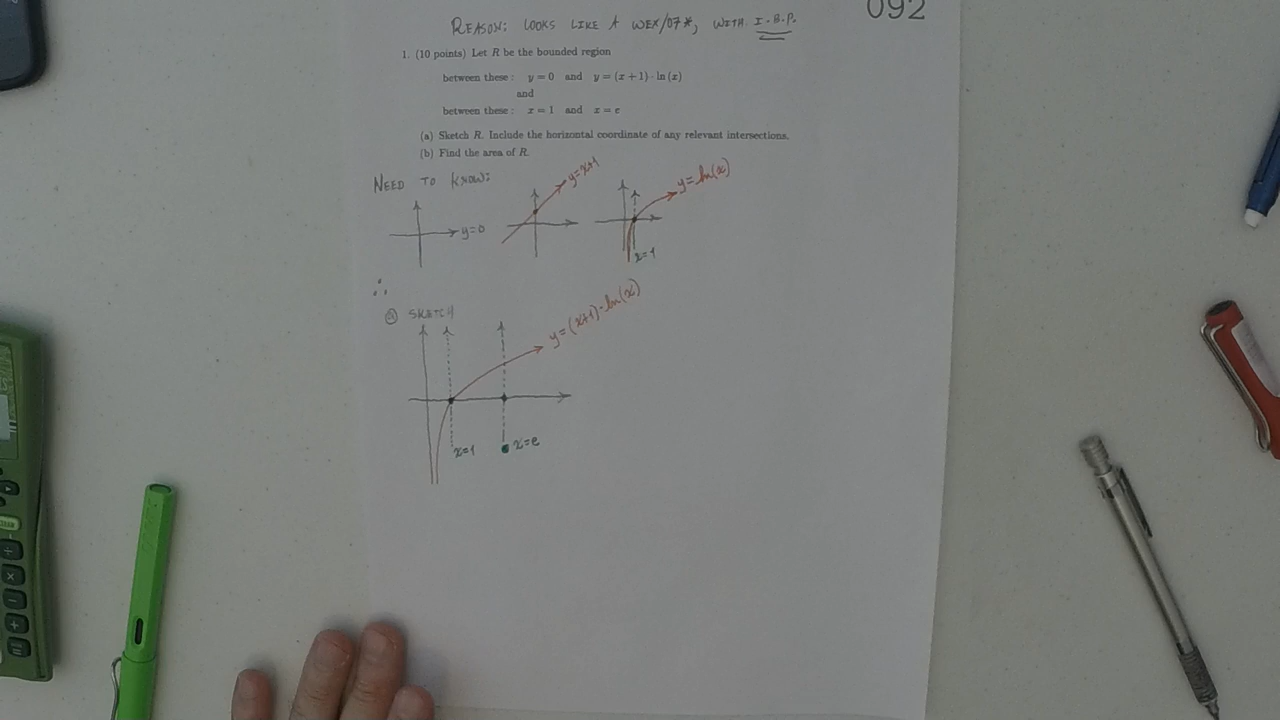 092
REASON: LOOKS LIKE A WEX/07*, WITH I.B.P.
1. (10 points) Let R be the bounded region
between these : y = 0 and y = (x + 1) · ln (x)
and
between these : x = 1 and x = e
(a) Sketch R. Include the horizontal coordinate of any relevant intersections.
(b) Find the area of R.
NEED TO KNOW:
y=0
y=x+1
y=ln(x)
x=1
∴
(a) SKETCH
y=(x+1)·ln(x)
x=1
x=e